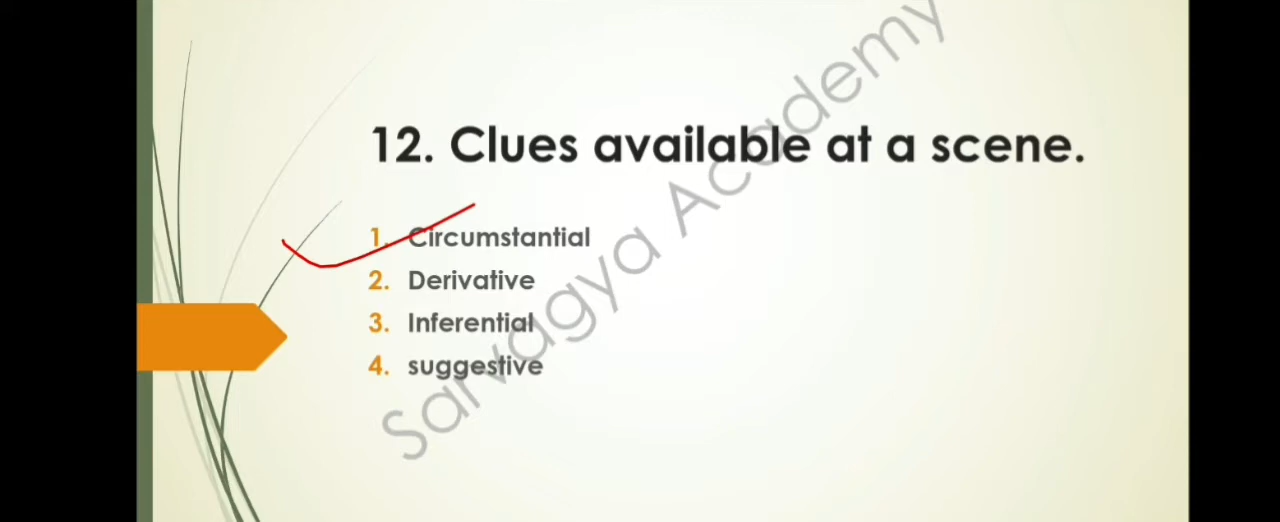 12. Clues available at a scene.
1. Circumstantial
2. Derivative
3. Inferential
4. suggestive
Sarvagya Academy